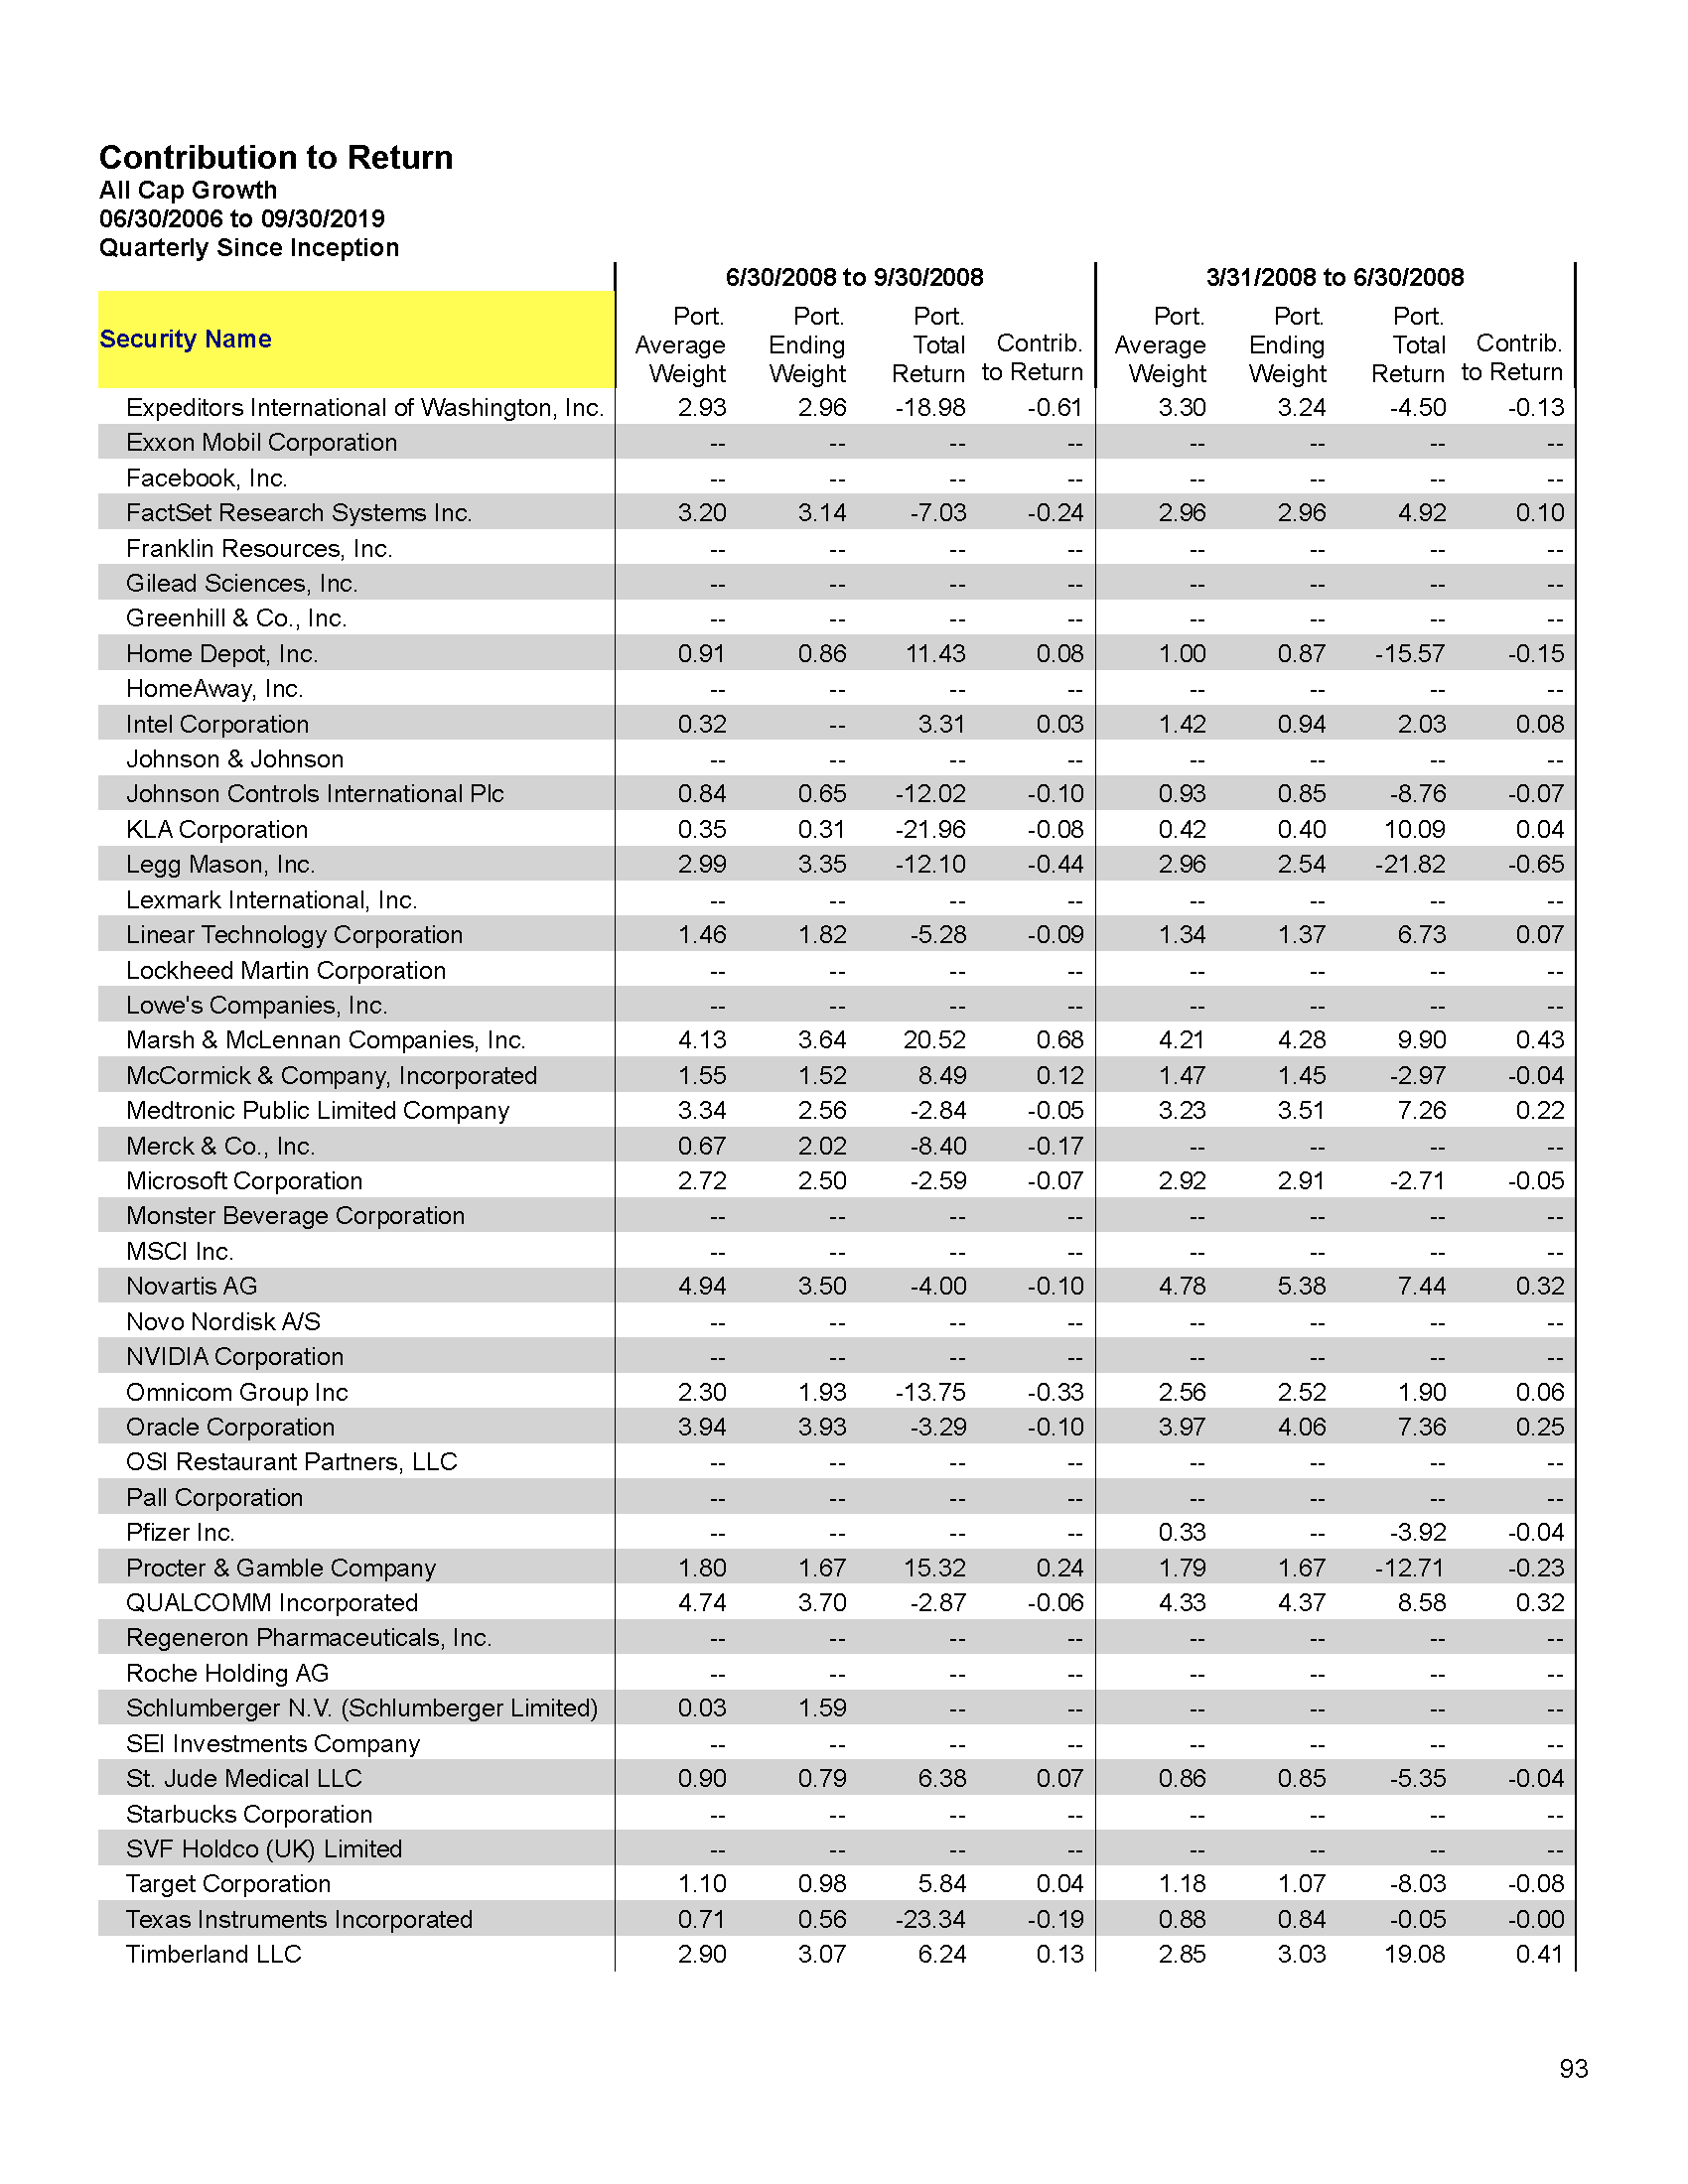 Contribution to Return
All Cap Growth
06/30/2006 to 09/30/2019
Quarterly Since Inception
6/30/2008 to 9/30/2008 3/31/2008 to 6/30/2008
Security Name Port. Average Weight Port. Ending Weight Port. Total Return Contrib. to Return Port. Average Weight Port. Ending Weight Port. Total Return Contrib. to Return
Expeditors International of Washington, Inc. 2.93 2.96 -18.98 -0.61 3.30 3.24 -4.50 -0.13
Exxon Mobil Corporation -- -- -- -- -- -- -- --
Facebook, Inc. -- -- -- -- -- -- -- --
FactSet Research Systems Inc. 3.20 3.14 -7.03 -0.24 2.96 2.96 4.92 0.10
Franklin Resources, Inc. -- -- -- -- -- -- -- --
Gilead Sciences, Inc. -- -- -- -- -- -- -- --
Greenhill & Co., Inc. -- -- -- -- -- -- -- --
Home Depot, Inc. 0.91 0.86 11.43 0.08 1.00 0.87 -15.57 -0.15
HomeAway, Inc. -- -- -- -- -- -- -- --
Intel Corporation 0.32 -- 3.31 0.03 1.42 0.94 2.03 0.08
Johnson & Johnson -- -- -- -- -- -- -- --
Johnson Controls International Plc 0.84 0.65 -12.02 -0.10 0.93 0.85 -8.76 -0.07
KLA Corporation 0.35 0.31 -21.96 -0.08 0.42 0.40 10.09 0.04
Legg Mason, Inc. 2.99 3.35 -12.10 -0.44 2.96 2.54 -21.82 -0.65
Lexmark International, Inc. -- -- -- -- -- -- -- --
Linear Technology Corporation 1.46 1.82 -5.28 -0.09 1.34 1.37 6.73 0.07
Lockheed Martin Corporation -- -- -- -- -- -- -- --
Lowe's Companies, Inc. -- -- -- -- -- -- -- --
Marsh & McLennan Companies, Inc. 4.13 3.64 20.52 0.68 4.21 4.28 9.90 0.43
McCormick & Company, Incorporated 1.55 1.52 8.49 0.12 1.47 1.45 -2.97 -0.04
Medtronic Public Limited Company 3.34 2.56 -2.84 -0.05 3.23 3.51 7.26 0.22
Merck & Co., Inc. 0.67 2.02 -8.40 -0.17 -- -- -- --
Microsoft Corporation 2.72 2.50 -2.59 -0.07 2.92 2.91 -2.71 -0.05
Monster Beverage Corporation -- -- -- -- -- -- -- --
MSCI Inc. -- -- -- -- -- -- -- --
Novartis AG 4.94 3.50 -4.00 -0.10 4.78 5.38 7.44 0.32
Novo Nordisk A/S -- -- -- -- -- -- -- --
NVIDIA Corporation -- -- -- -- -- -- -- --
Omnicom Group Inc 2.30 1.93 -13.75 -0.33 2.56 2.52 1.90 0.06
Oracle Corporation 3.94 3.93 -3.29 -0.10 3.97 4.06 7.36 0.25
OSI Restaurant Partners, LLC -- -- -- -- -- -- -- --
Pall Corporation -- -- -- -- -- -- -- --
Pfizer Inc. -- -- -- -- 0.33 -- -3.92 -0.04
Procter & Gamble Company 1.80 1.67 15.32 0.24 1.79 1.67 -12.71 -0.23
QUALCOMM Incorporated 4.74 3.70 -2.87 -0.06 4.33 4.37 8.58 0.32
Regeneron Pharmaceuticals, Inc. -- -- -- -- -- -- -- --
Roche Holding AG -- -- -- -- -- -- -- --
Schlumberger N.V. (Schlumberger Limited) 0.03 1.59 -- -- -- -- -- --
SEI Investments Company -- -- -- -- -- -- -- --
St. Jude Medical LLC 0.90 0.79 6.38 0.07 0.86 0.85 -5.35 -0.04
Starbucks Corporation -- -- -- -- -- -- -- --
SVF Holdco (UK) Limited -- -- -- -- -- -- -- --
Target Corporation 1.10 0.98 5.84 0.04 1.18 1.07 -8.03 -0.08
Texas Instruments Incorporated 0.71 0.56 -23.34 -0.19 0.88 0.84 -0.05 -0.00
Timberland LLC 2.90 3.07 6.24 0.13 2.85 3.03 19.08 0.41
93